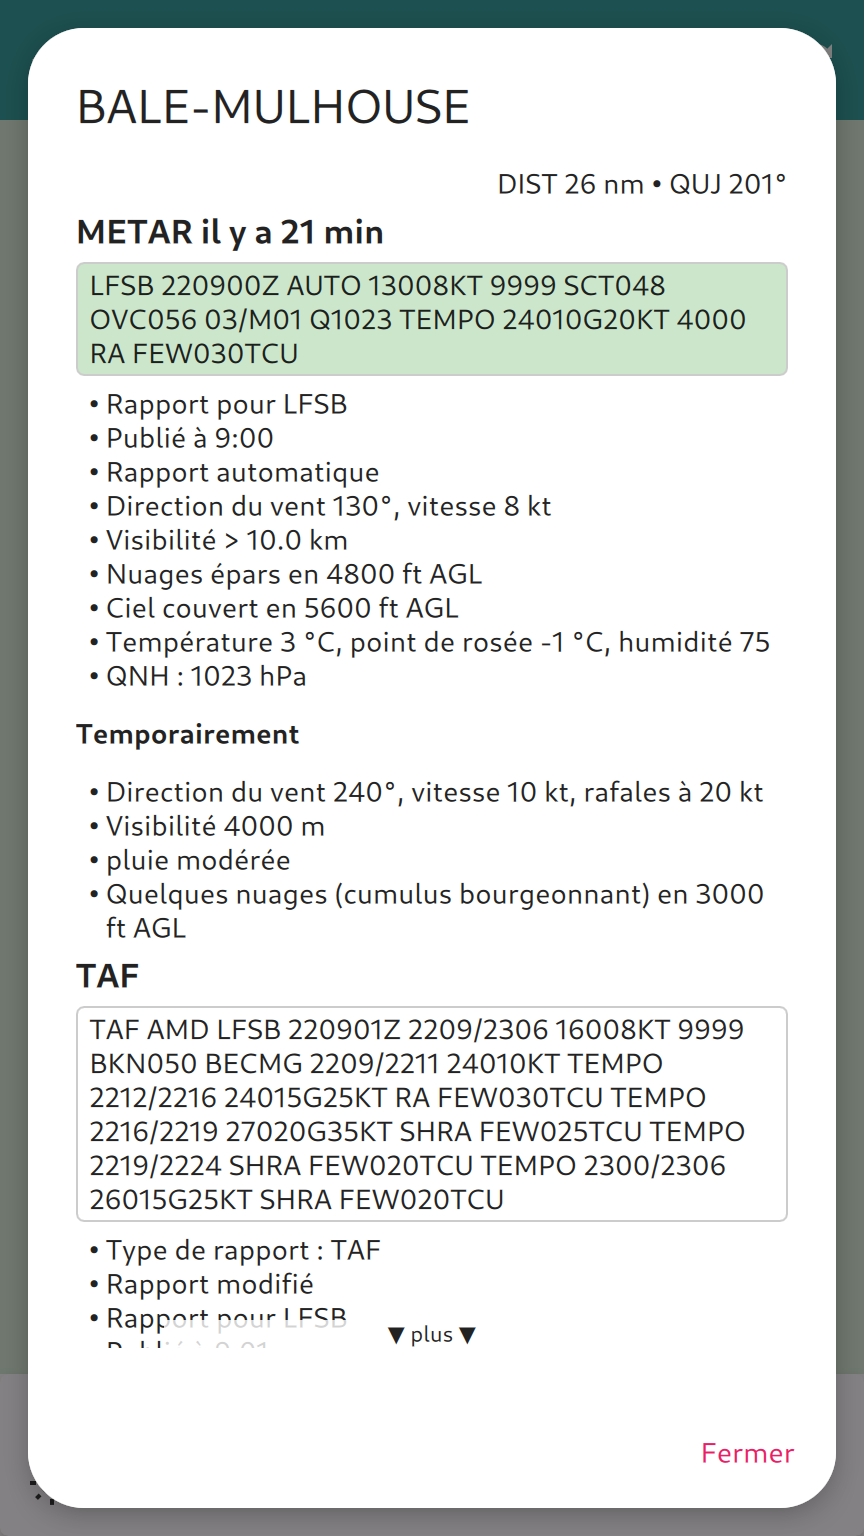 BALE-MULHOUSE
DIST 26 nm • QUJ 201°
METAR il y a 21 min
LFSB 220900Z AUTO 13008KT 9999 SCT048
OVC056 03/M01 Q1023 TEMPO 24010G20KT 4000
RA FEW030TCU
• Rapport pour LFSB
• Publié à 9:00
• Rapport automatique
• Direction du vent 130°, vitesse 8 kt
• Visibilité > 10.0 km
• Nuages épars en 4800 ft AGL
• Ciel couvert en 5600 ft AGL
• Température 3 °C, point de rosée -1 °C, humidité 75
• QNH : 1023 hPa
Temporairement
• Direction du vent 240°, vitesse 10 kt, rafales à 20 kt
• Visibilité 4000 m
• pluie modérée
• Quelques nuages (cumulus bourgeonnant) en 3000
ft AGL
TAF
TAF AMD LFSB 220901Z 2209/2306 16008KT 9999
BKN050 BECMG 2209/2211 24010KT TEMPO
2212/2216 24015G25KT RA FEW030TCU TEMPO
2216/2219 27020G35KT SHRA FEW025TCU TEMPO
2219/2224 SHRA FEW020TCU TEMPO 2300/2306
26015G25KT SHRA FEW020TCU
• Type de rapport : TAF
• Rapport modifié
• Rapport pour LFSB
▼ plus ▼
Fermer